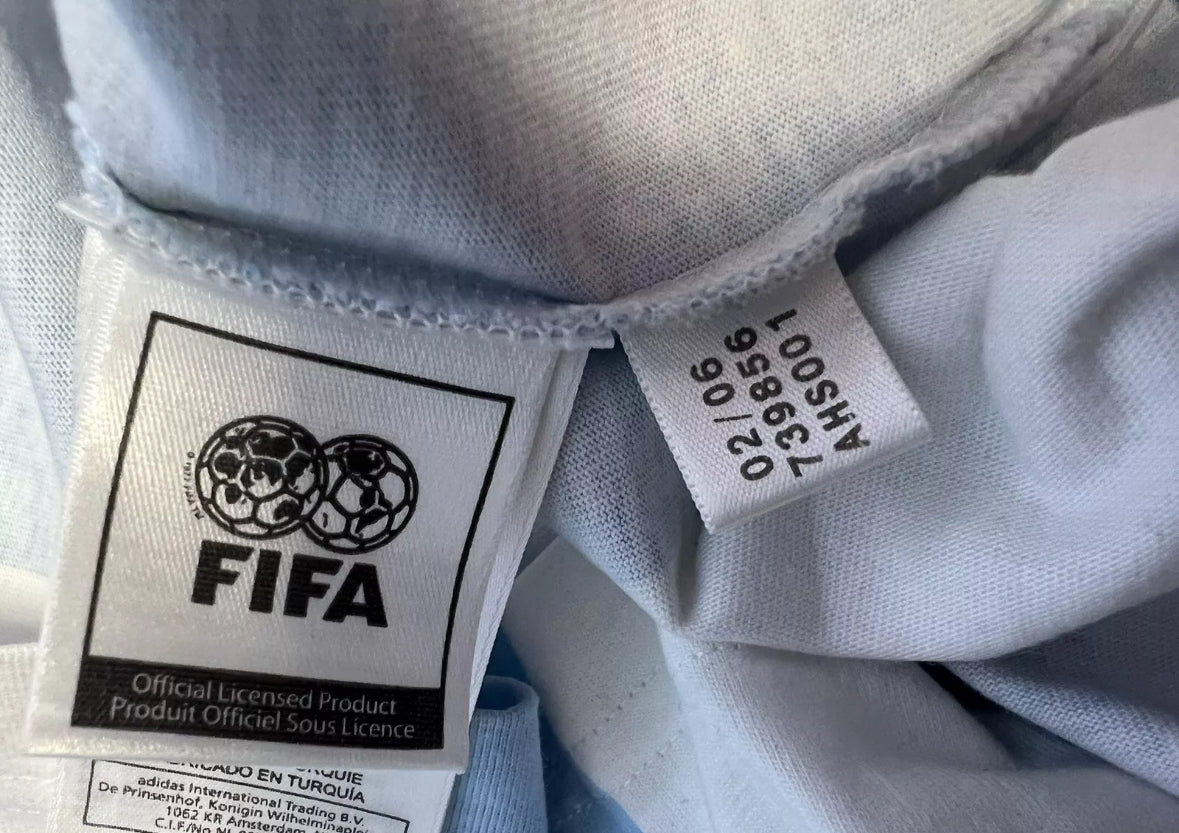 FIFA
Official Licensed Product
Produit Officiel Sous Licence
02/06
739856
AHS001
EN TURQUÍA
adidas International Trading B.V.
De Prinsenhof, Konigin
1062 KR Amsterdam
C.I.F/No